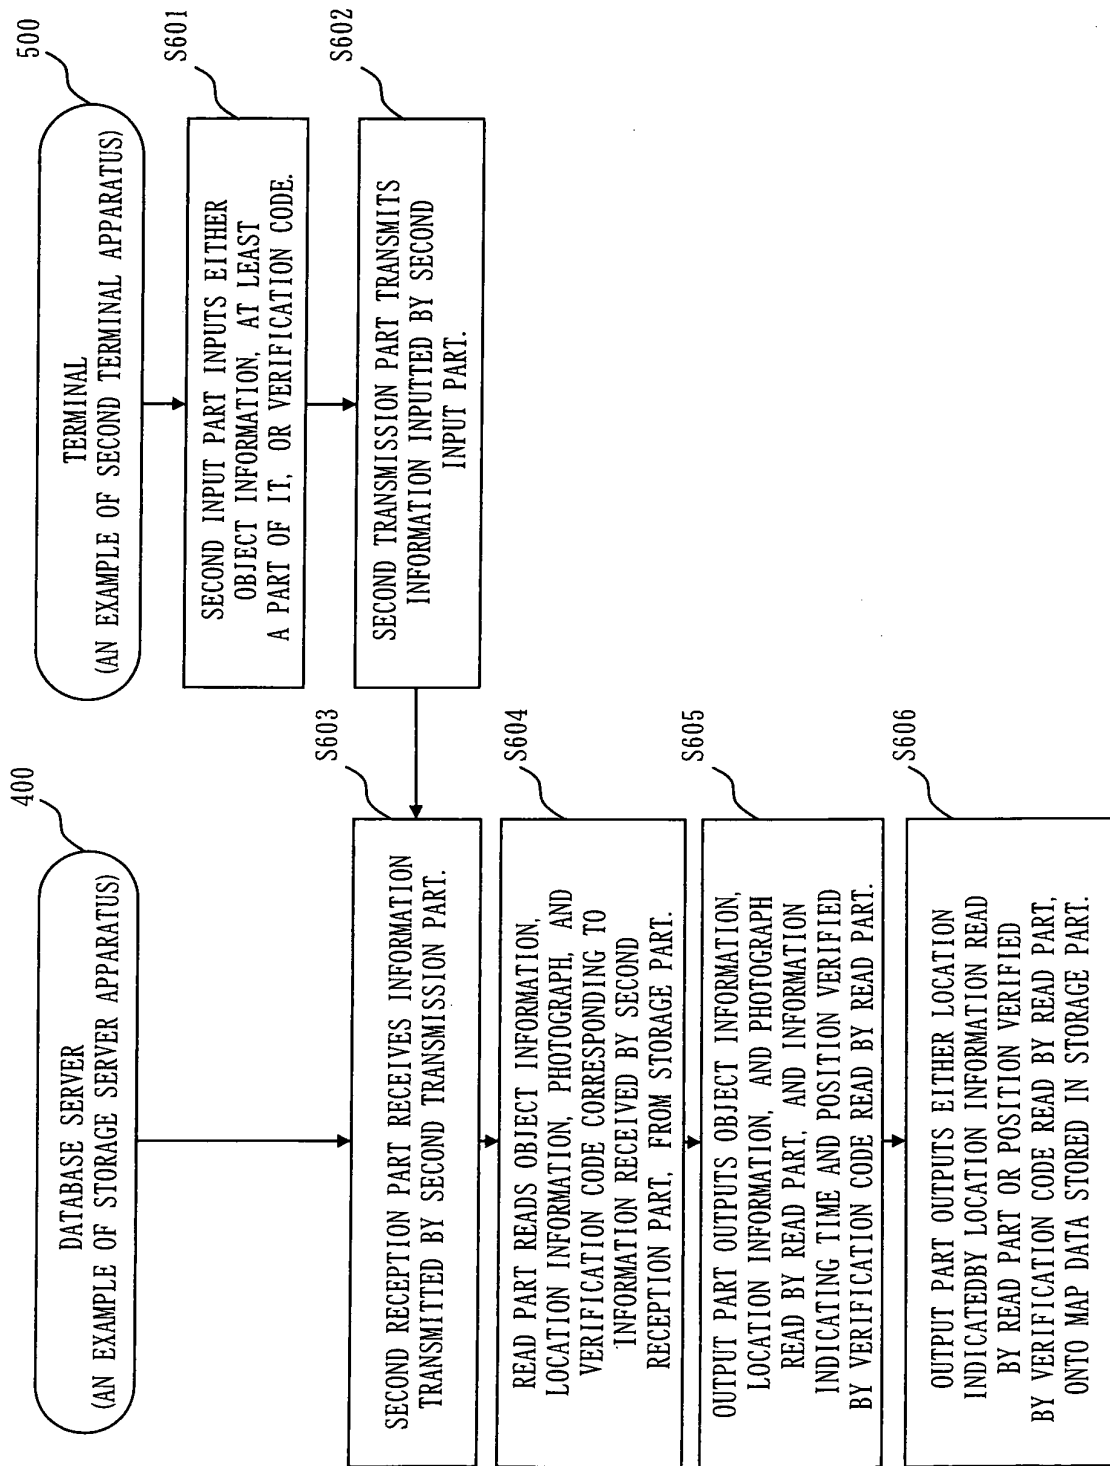 400
DATABASE SERVER
(AN EXAMPLE OF STORAGE SERVER APPARATUS)
500
TERMINAL
(AN EXAMPLE OF SECOND TERMINAL APPARATUS)
S601
SECOND INPUT PART INPUTS EITHER
OBJECT INFORMATION, AT LEAST
A PART OF IT, OR VERIFICATION CODE.
S602
SECOND TRANSMISSION PART TRANSMITS
INFORMATION INPUTTED BY SECOND
INPUT PART.
S603
SECOND RECEPTION PART RECEIVES INFORMATION
TRANSMITTED BY SECOND TRANSMISSION PART.
S604
READ PART READS OBJECT INFORMATION,
LOCATION INFORMATION, PHOTOGRAPH, AND
VERIFICATION CODE CORRESPONDING TO
INFORMATION RECEIVED BY SECOND
RECEPTION PART, FROM STORAGE PART.
S605
OUTPUT PART OUTPUTS OBJECT INFORMATION,
LOCATION INFORMATION, AND PHOTOGRAPH
READ BY READ PART, AND INFORMATION
INDICATING TIME AND POSITION VERIFIED
BY VERIFICATION CODE READ BY READ PART.
S606
OUTPUT PART OUTPUTS EITHER LOCATION
INDICATEDBY LOCATION INFORMATION READ
BY READ PART OR POSITION VERIFIED
BY VERIFICATION CODE READ BY READ PART,
ONTO MAP DATA STORED IN STORAGE PART.